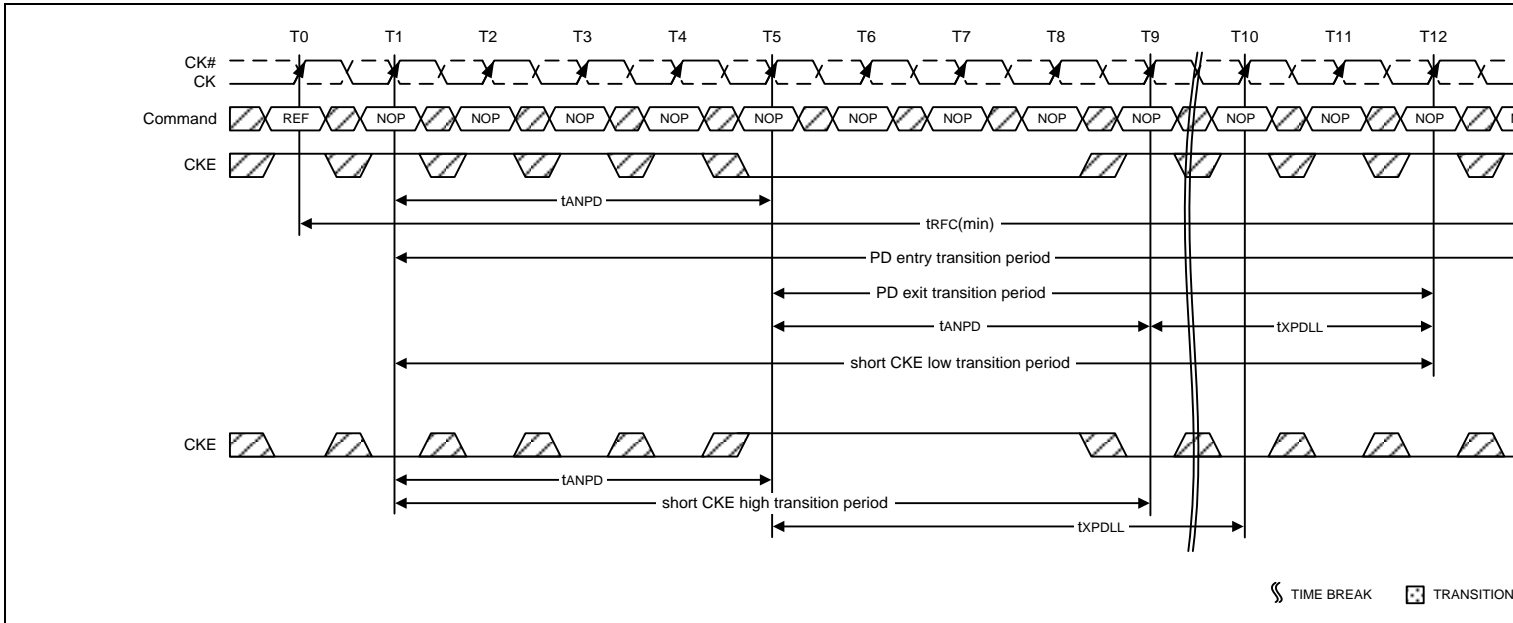 T0 T1 T2 T3 T4 T5 T6 T7 T8 T9 T10 T11 T12
CK#
CK
Command REF NOP NOP NOP NOP NOP NOP NOP NOP NOP NOP NOP NOP
CKE
tANPD
tRFC(min)
PD entry transition period
PD exit transition period
tANPD tXPDLL
short CKE low transition period
CKE
tANPD
short CKE high transition period
tXPDLL
TIME BREAK TRANSITION